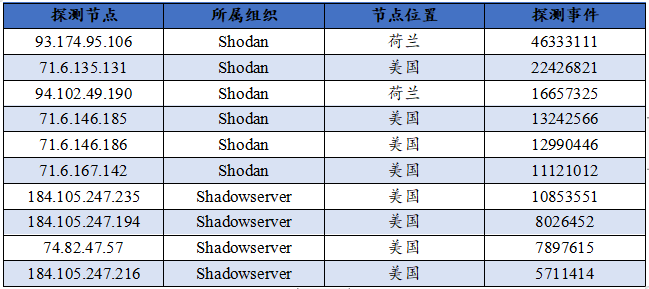 探测节点 所属组织 节点位置 探测事件
93.174.95.106 Shodan 荷兰 46333111
71.6.135.131 Shodan 美国 22426821
94.102.49.190 Shodan 荷兰 16657325
71.6.146.185 Shodan 美国 13242566
71.6.146.186 Shodan 美国 12990446
71.6.167.142 Shodan 美国 11121012
184.105.247.235 Shadowserver 美国 10853551
184.105.247.194 Shadowserver 美国 8026452
74.82.47.57 Shadowserver 美国 7897615
184.105.247.216 Shadowserver 美国 5711414